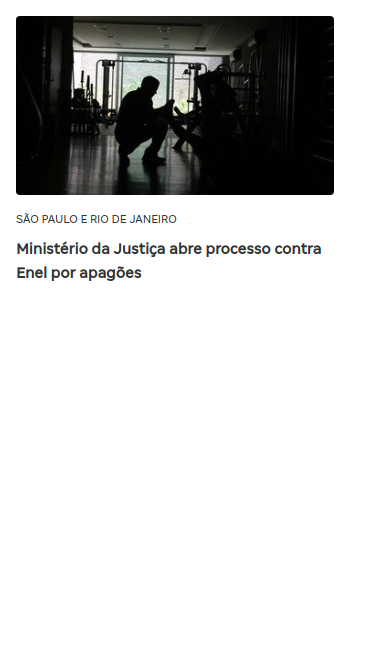 SÃO PAULO E RIO DE JANEIRO
Ministério da Justiça abre processo contra
Enel por apagões